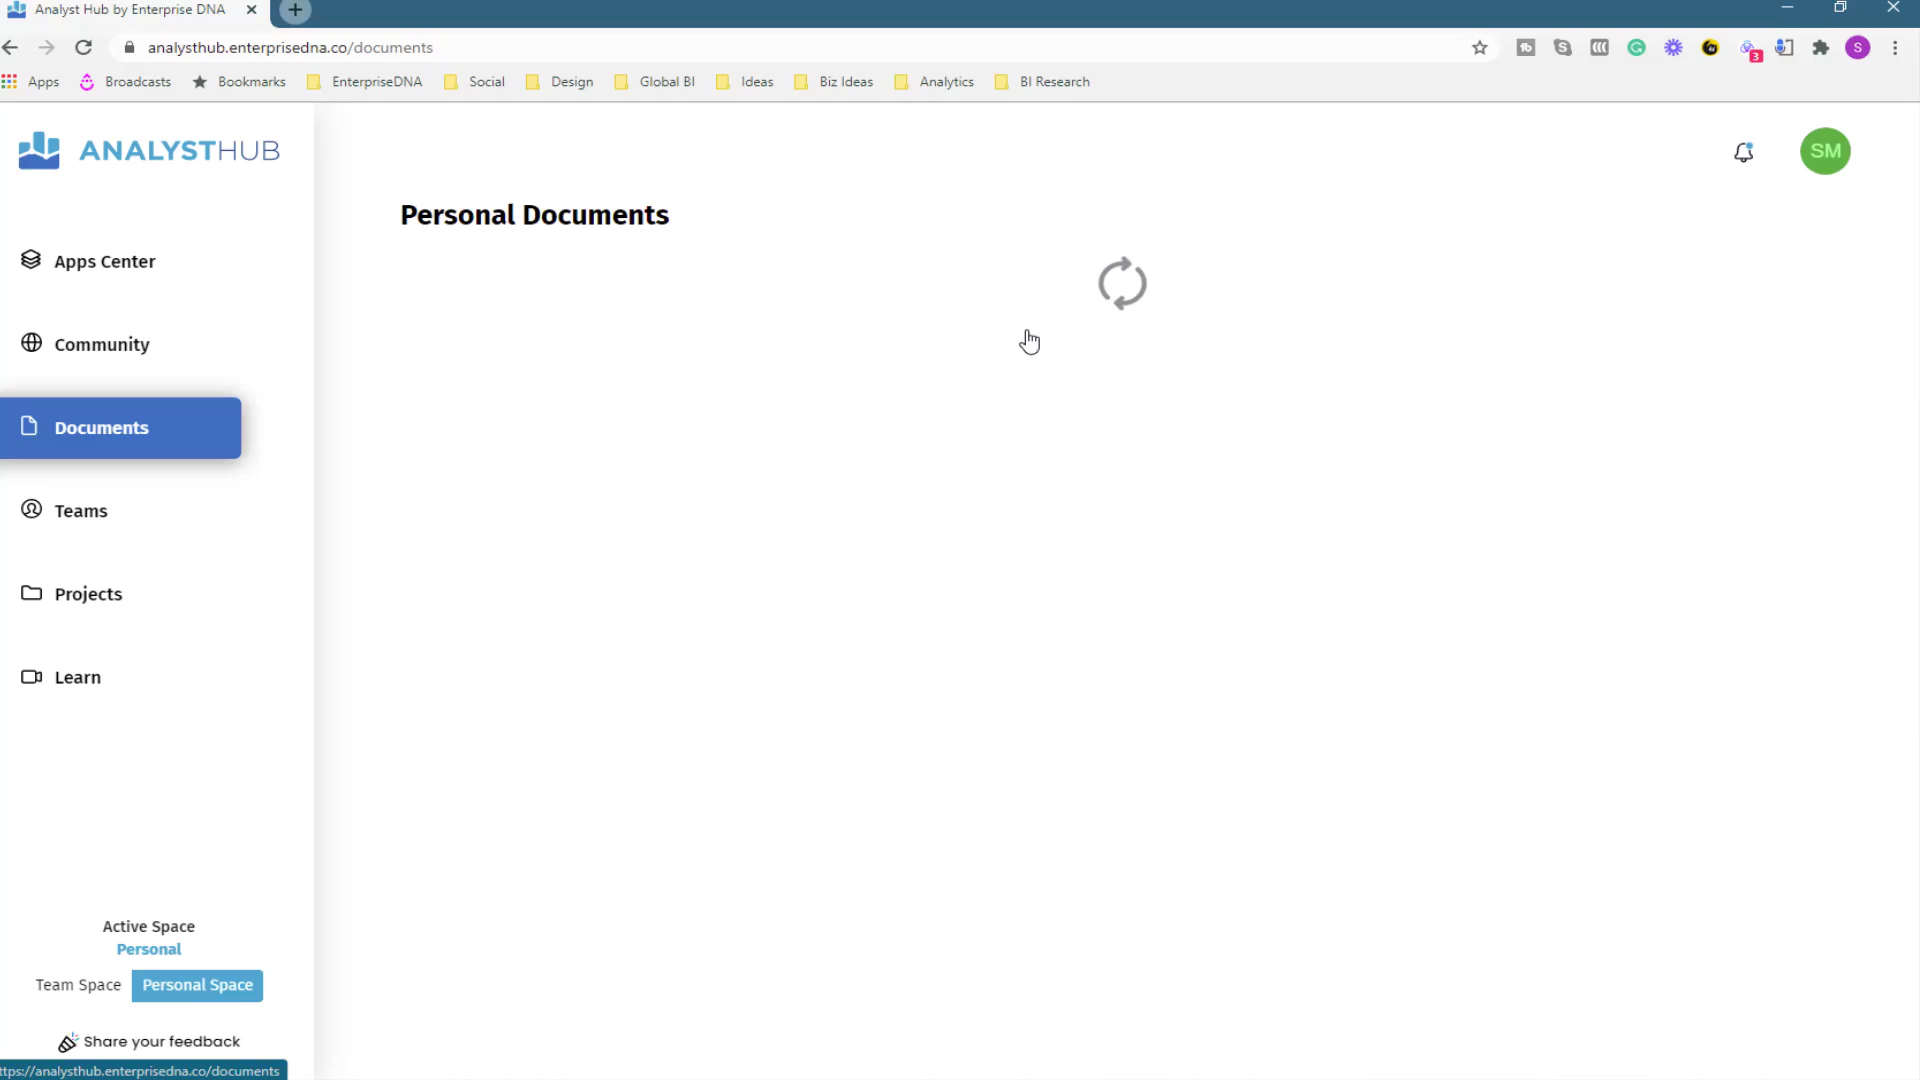 Analyst Hub by Enterprise DNA
analysthub.enterprisedna.co/documents
3
S
Apps Broadcasts Bookmarks EnterpriseDNA Social Design Global BI Ideas Biz Ideas Analytics BI Research
ANALYSTHUB
SM
Personal Documents
Apps Center
Community
Documents
Teams
Projects
Learn
Active Space
Personal
Team Space Personal Space
Share your feedback
ttps://analysthub.enterprisedna.co/documents